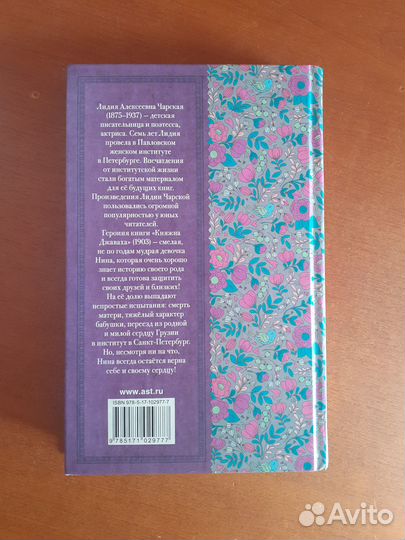 Лидия Алексеевна Чарская
(1875–1937) – детская
писательница и поэтесса,
актриса. Семь лет Лидия
провела в Павловском
женском институте
в Петербурге. Впечатления
от институтской жизни
стали богатым материалом
для её будущих книг.
Произведения Лидии Чарской
пользовались огромной
популярностью у юных
читателей.
Героиня книги «Княжна
Джаваха» (1903) – смелая,
не по годам мудрая девочка
Нина, которая очень хорошо
знает историю своего рода
и всегда готова защитить
своих друзей и близких!
На её долю выпадают
непростые испытания: смерть
матери, тяжёлый характер
бабушки, переезд из родной
и милой сердцу Грузии
в институт в Санкт-Петербург.
Но, несмотря ни на что,
Нина всегда остаётся верна
себе и своему сердцу!
www.ast.ru
ISBN 978-5-17-102977-7
9 785171 029777
Avito